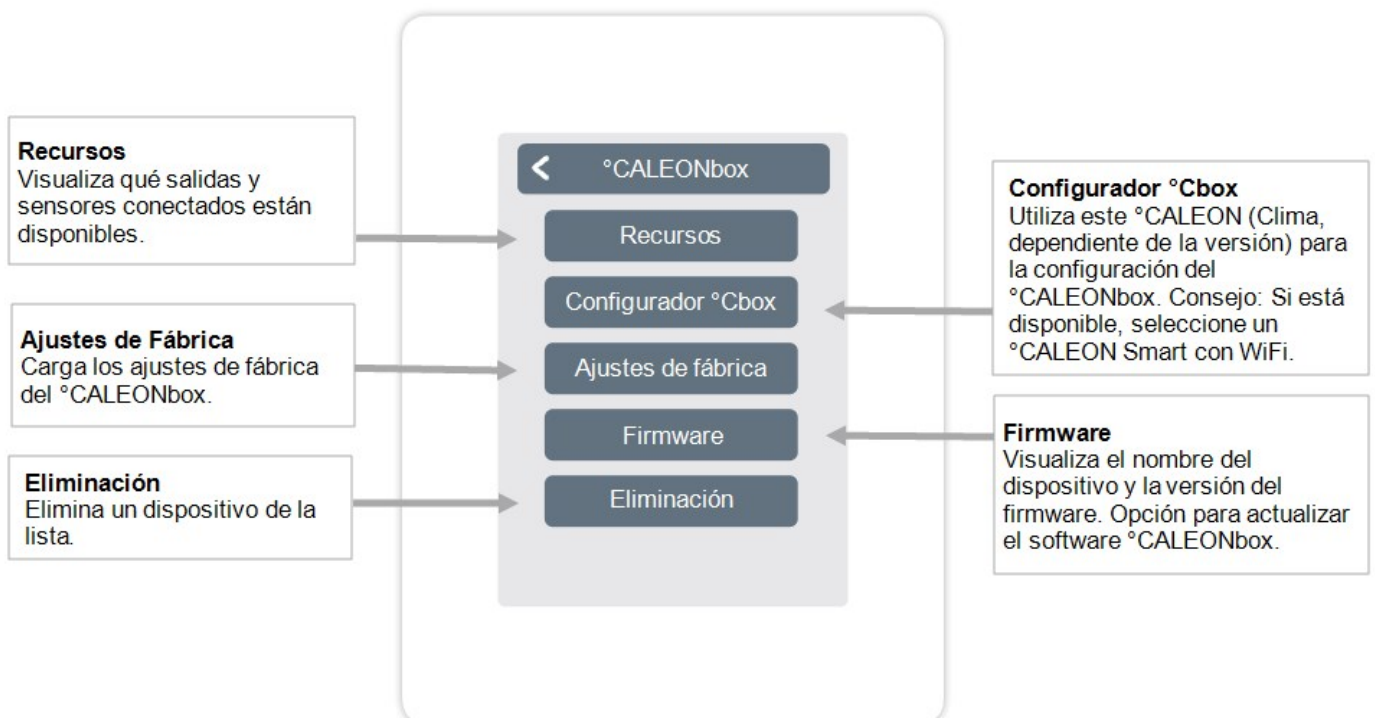 Recursos
Visualiza qué salidas y
sensores conectados están
disponibles.
Ajustes de Fábrica
Carga los ajustes de fábrica
del °CALEONbox.
Eliminación
Elimina un dispositivo de la
lista.
°CALEONbox
Recursos
Configurador °Cbox
Ajustes de fábrica
Firmware
Eliminación
Configurador °Cbox
Utiliza este °CALEON (Clima,
dependiente de la versión) para
la configuración del
°CALEONbox. Consejo: Si está
disponible, seleccione un
°CALEON Smart con WiFi.
Firmware
Visualiza el nombre del
dispositivo y la versión del
firmware. Opción para actualizar
el software °CALEONbox.